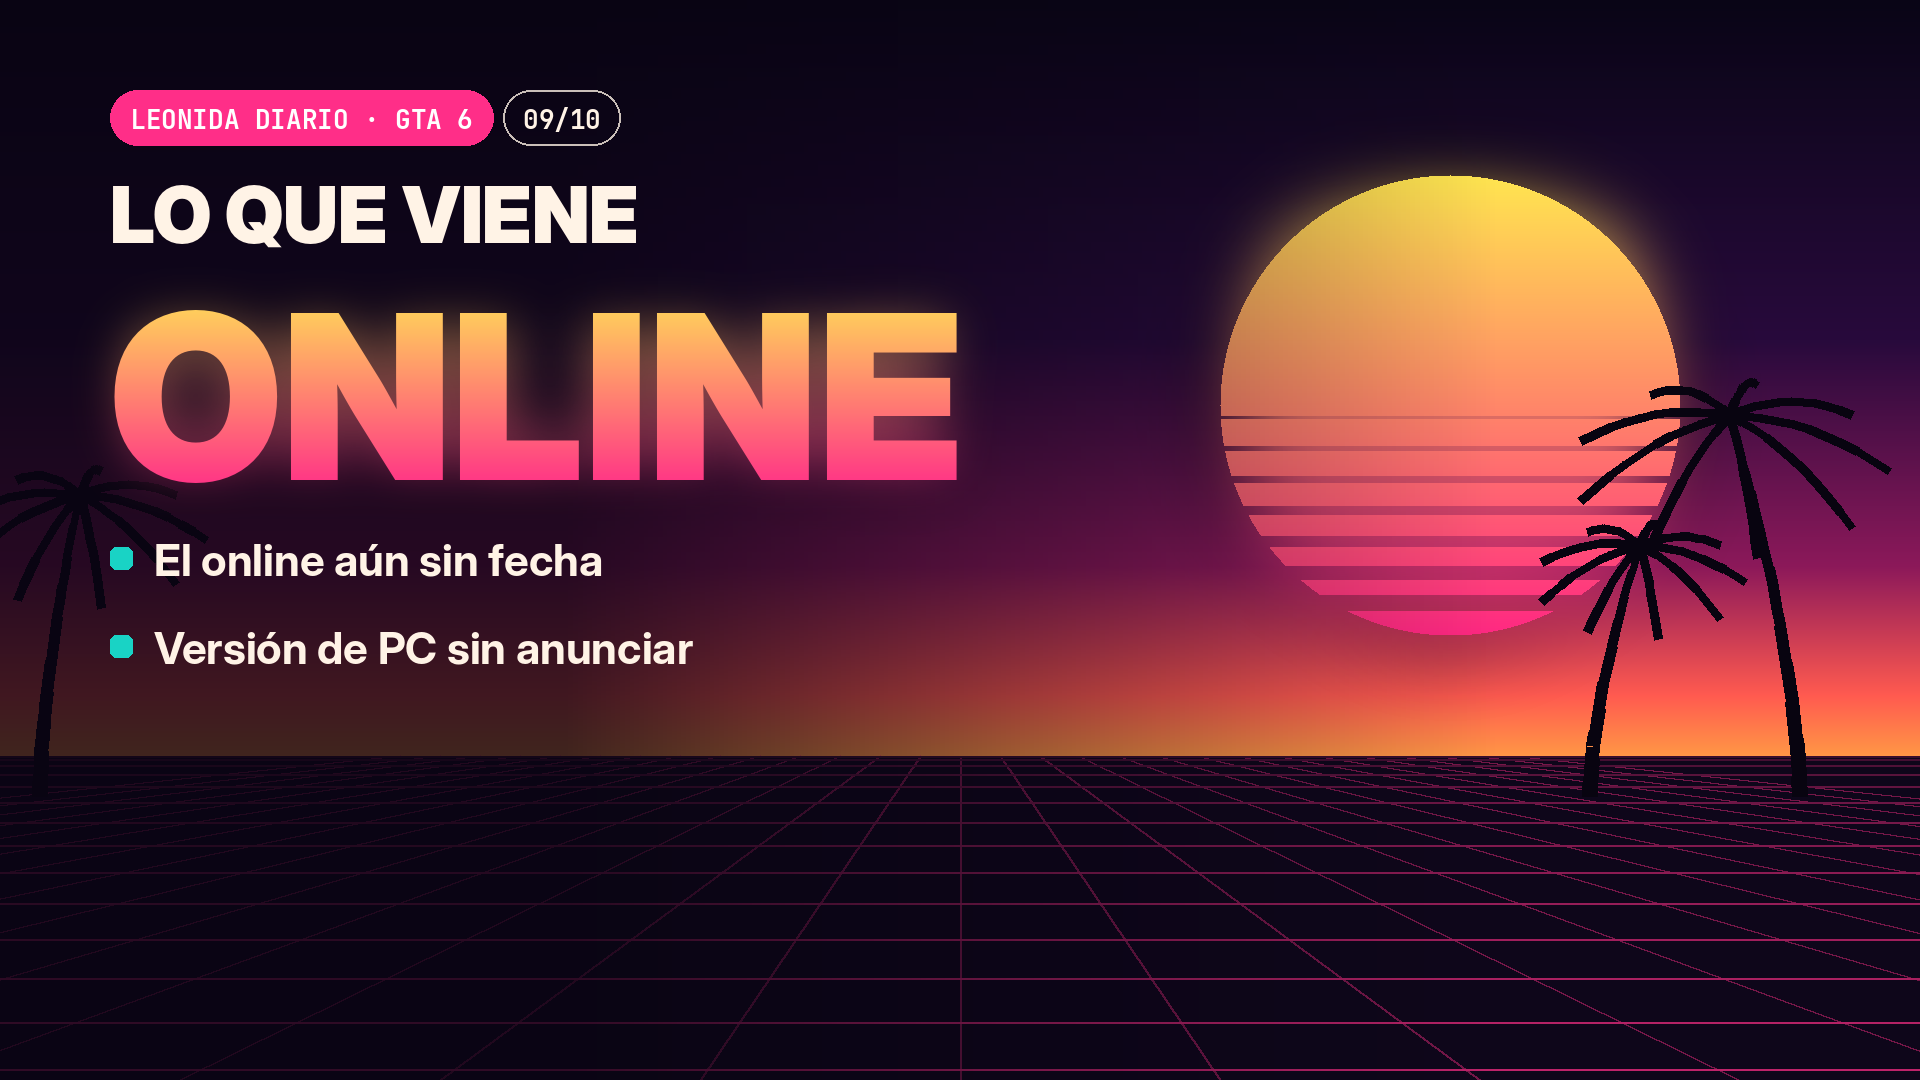 LEONIDA DIARIO · GTA 6
09/10
LO QUE VIENE
ONLINE
El online aún sin fecha
Versión de PC sin anunciar